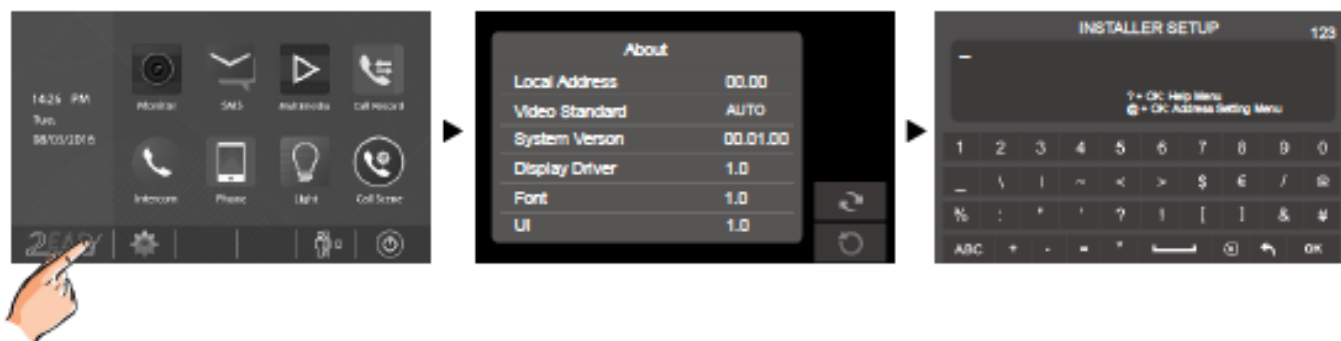 14:26 PM
Tue.
08/03/2016
Monitor SMS Multimedia Call Record
Intercom Phone Light Call Scene
2EASY
About
Local Address 00.00
Video Standard AUTO
System Verson 00.01.00
Display Driver 1.0
Font 1.0
UI 1.0
INSTALLER SETUP 123
_
? + OK: Help Menu
@ + OK: Address Setting Menu
1 2 3 4 5 6 7 8 9 0
_ \ | ~ < > $ € / @
% : " ' ? ! [ ] & ¥
ABC + - = * OK